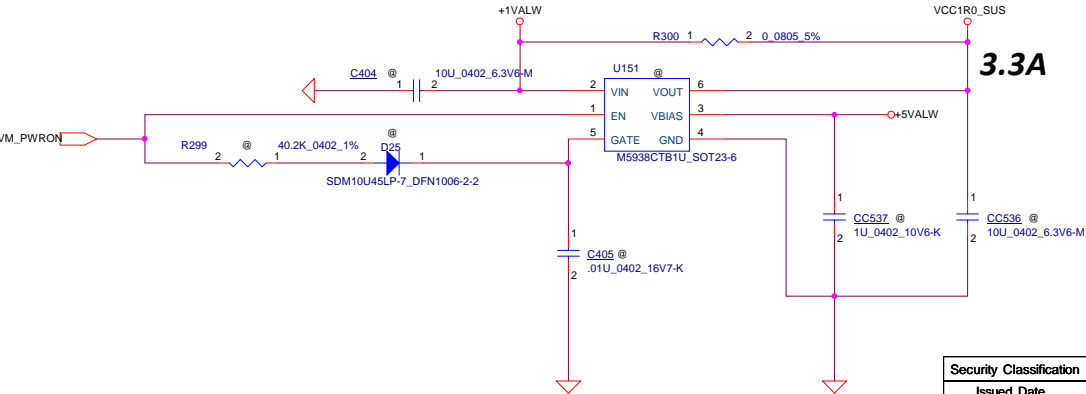 +1VALW
VCC1R0_SUS
R300 1 2 0_0805_5%
3.3A
C404 @ 10U_0402_6.3V6-M
1 2
U151 @
2 VIN VOUT 6
1 EN VBIAS 3
5 GATE GND 4
M5938CTB1U_SOT23-6
+5VALW
VM_PWRON
R299 @ 40.2K_0402_1%
2 1
@
D25
2 1
SDM10U45LP-7_DFN1006-2-2
1
C405 @
.01U_0402_16V7-K
2
1
CC537 @
1U_0402_10V6-K
2
1
CC536 @
10U_0402_6.3V6-M
2
Security Classification
Issued Date